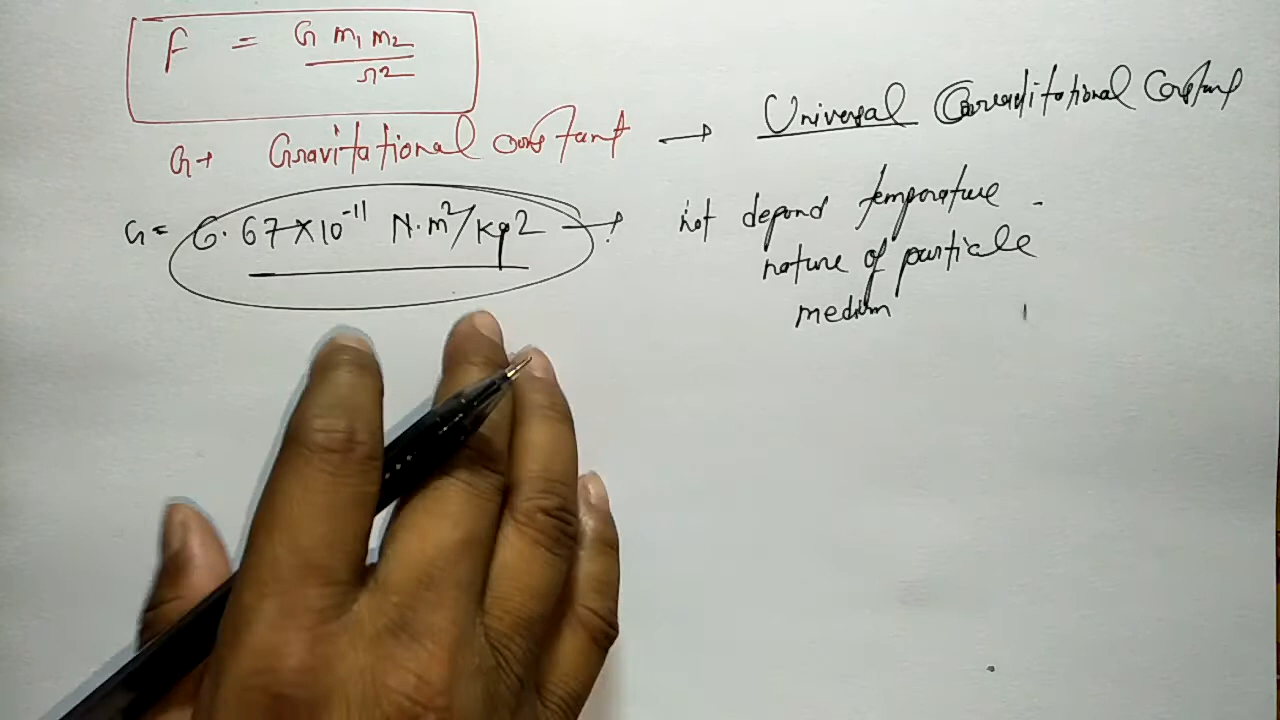 F = G m₁ m₂ / r²
G → Gravitational constant → Universal Gravitational Constant
G = 6.67×10⁻¹¹ N.m²/kg2 → not depend temperature
nature of particle
medium